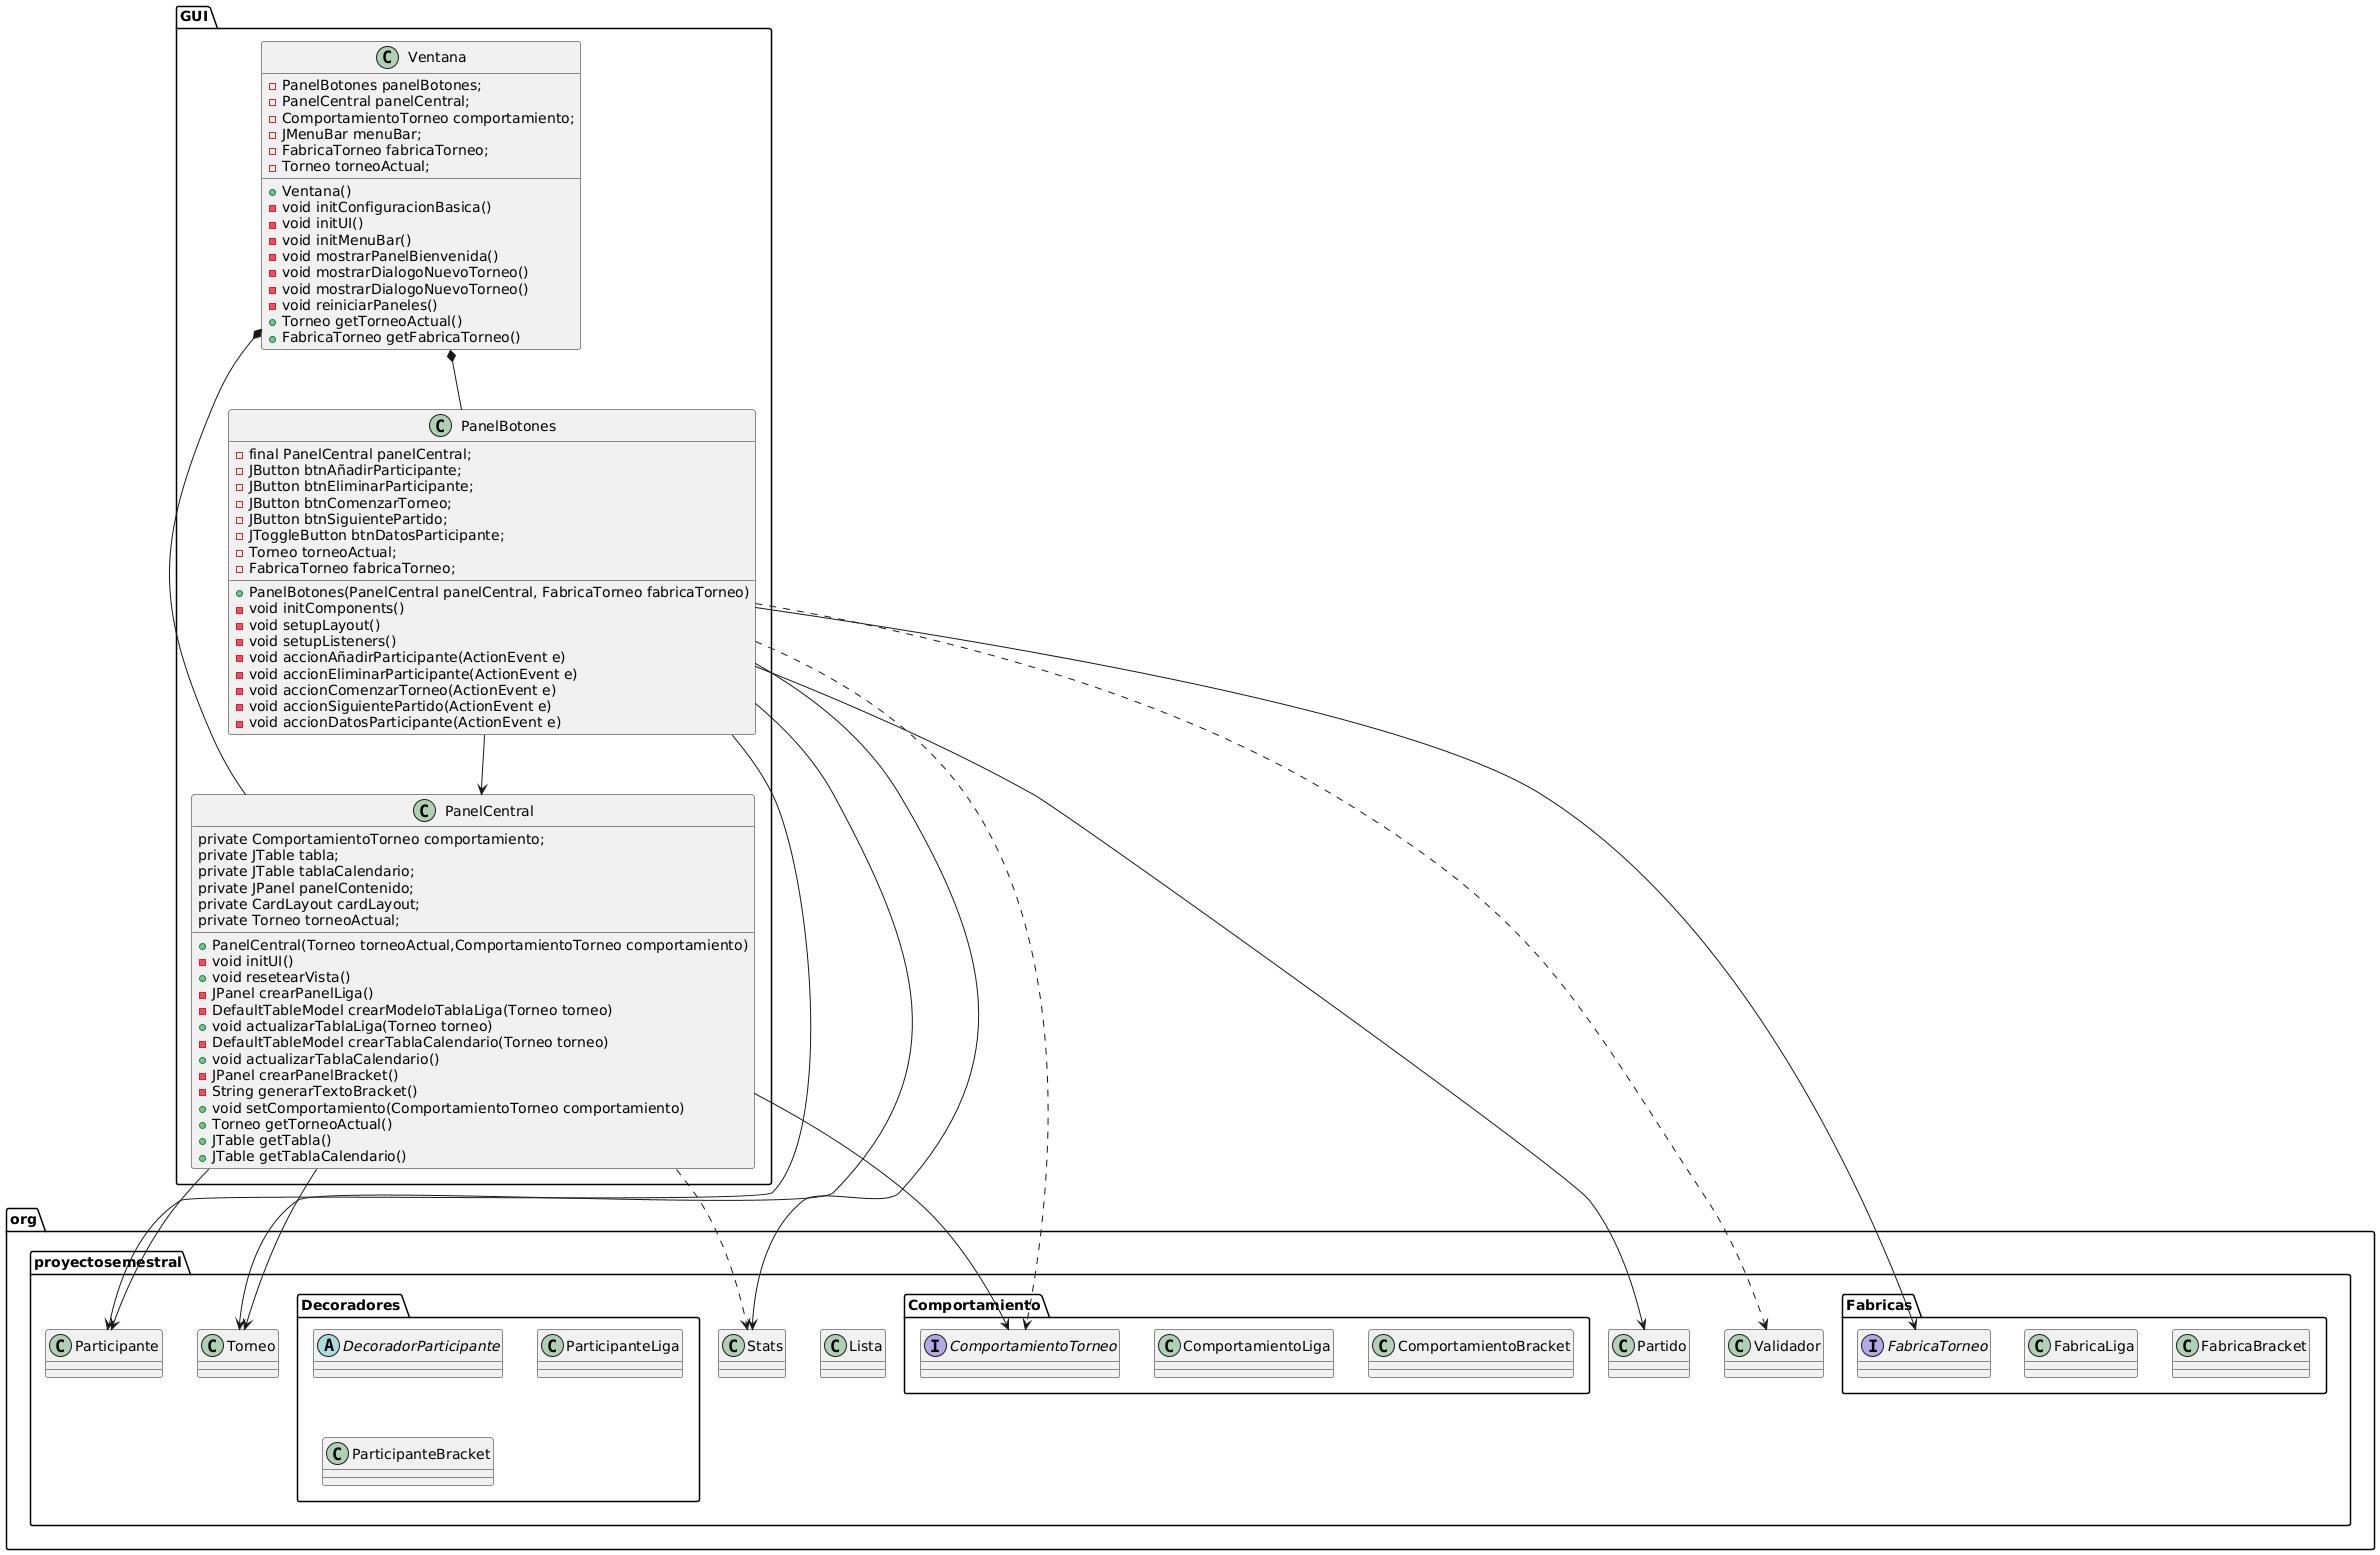 GUI
C Ventana
PanelBotones panelBotones;
PanelCentral panelCentral;
ComportamientoTorneo comportamiento;
JMenuBar menuBar;
FabricaTorneo fabricaTorneo;
Torneo torneoActual;
Ventana()
void initConfiguracionBasica()
void initUI()
void initMenuBar()
void mostrarPanelBienvenida()
void mostrarDialogoNuevoTorneo()
void mostrarDialogoNuevoTorneo()
void reiniciarPaneles()
Torneo getTorneoActual()
FabricaTorneo getFabricaTorneo()
C PanelBotones
final PanelCentral panelCentral;
JButton btnAñadirParticipante;
JButton btnEliminarParticipante;
JButton btnComenzarTorneo;
JButton btnSiguientePartido;
JToggleButton btnDatosParticipante;
Torneo torneoActual;
FabricaTorneo fabricaTorneo;
PanelBotones(PanelCentral panelCentral, FabricaTorneo fabricaTorneo)
void initComponents()
void setupLayout()
void setupListeners()
void accionAñadirParticipante(ActionEvent e)
void accionEliminarParticipante(ActionEvent e)
void accionComenzarTorneo(ActionEvent e)
void accionSiguientePartido(ActionEvent e)
void accionDatosParticipante(ActionEvent e)
C PanelCentral
private ComportamientoTorneo comportamiento;
private JTable tabla;
private JTable tablaCalendario;
private JPanel panelContenido;
private CardLayout cardLayout;
private Torneo torneoActual;
PanelCentral(Torneo torneoActual,ComportamientoTorneo comportamiento)
void initUI()
void resetearVista()
JPanel crearPanelLiga()
DefaultTableModel crearModeloTablaLiga(Torneo torneo)
void actualizarTablaLiga(Torneo torneo)
DefaultTableModel crearTablaCalendario(Torneo torneo)
void actualizarTablaCalendario()
JPanel crearPanelBracket()
String generarTextoBracket()
void setComportamiento(ComportamientoTorneo comportamiento)
Torneo getTorneoActual()
JTable getTabla()
JTable getTablaCalendario()
org
proyectosemestral
Decoradores
Comportamiento
Fabricas
C Participante
C Torneo
A DecoradorParticipante
C ParticipanteLiga
C Stats
C Lista
I ComportamientoTorneo
C ComportamientoLiga
C ComportamientoBracket
C Partido
C Validador
I FabricaTorneo
C FabricaLiga
C FabricaBracket
C ParticipanteBracket